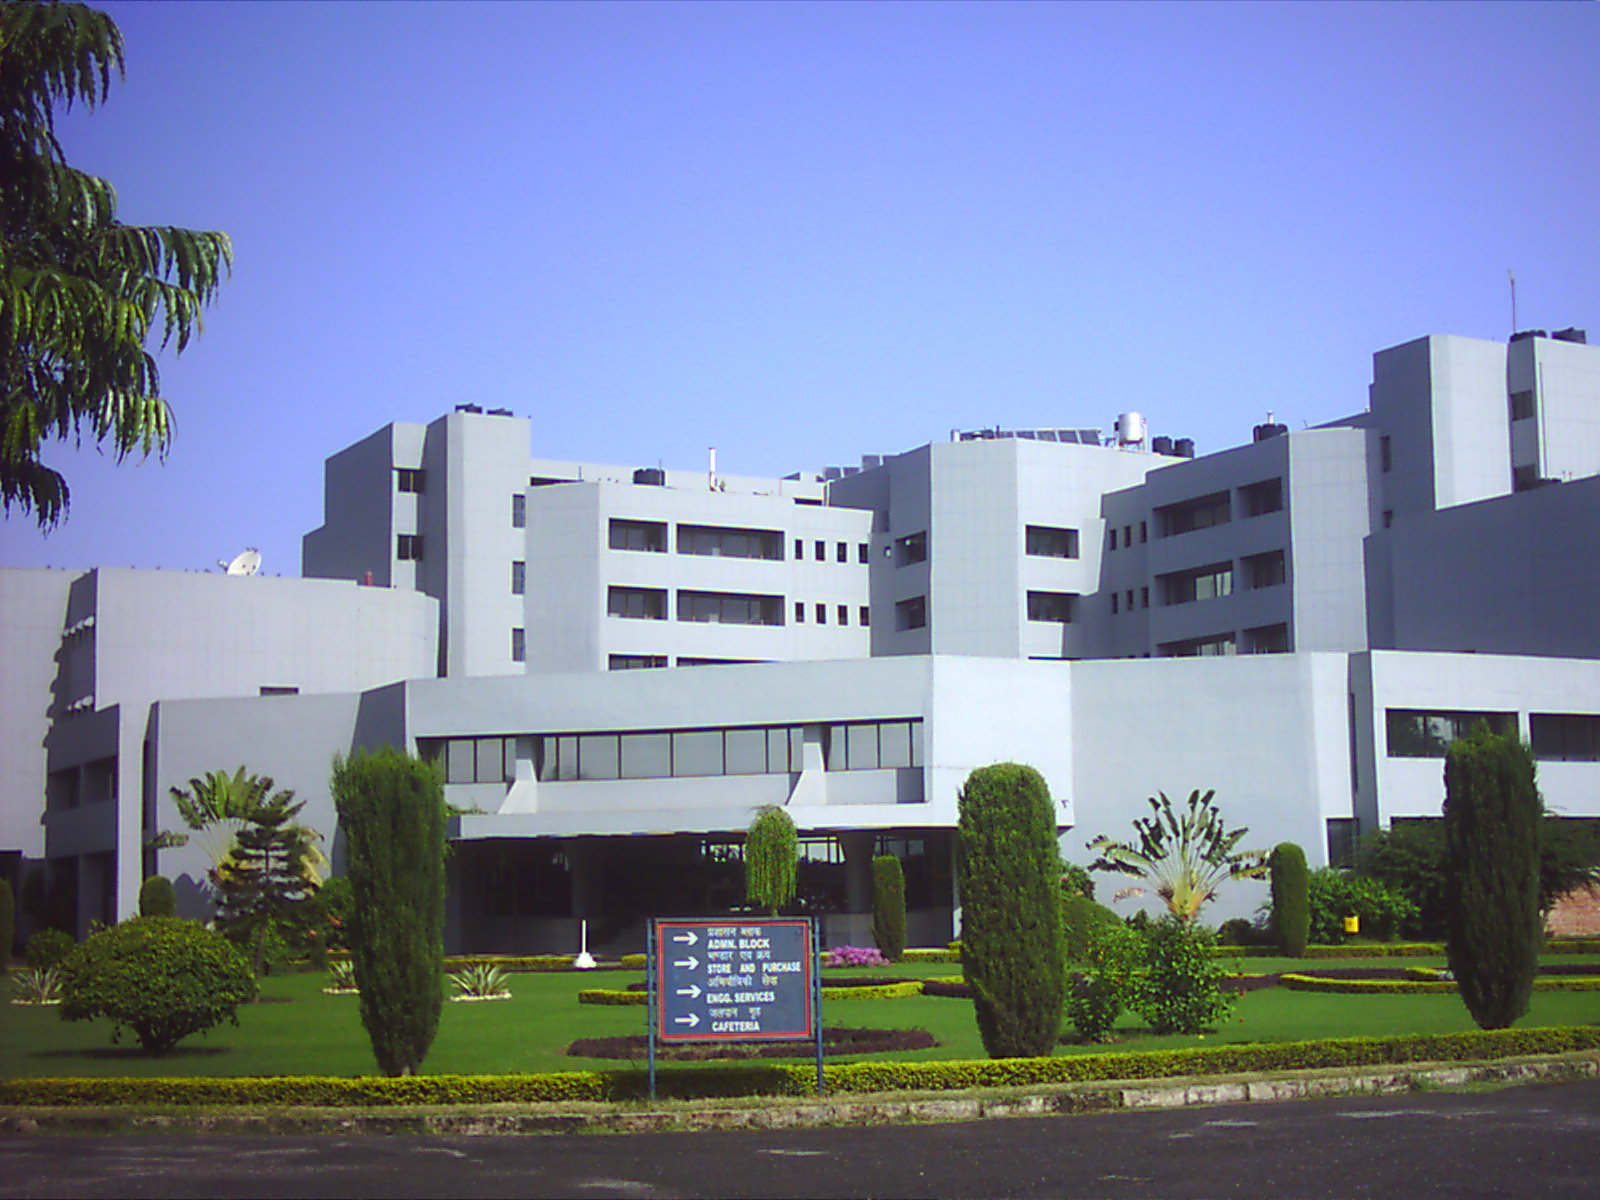 प्रशासन ब्लाक
ADMN. BLOCK
भण्डार एवं क्रय
STORE AND PURCHASE
अभियांत्रिकी सेवा
ENGG. SERVICES
जलपान गृह
CAFETERIA